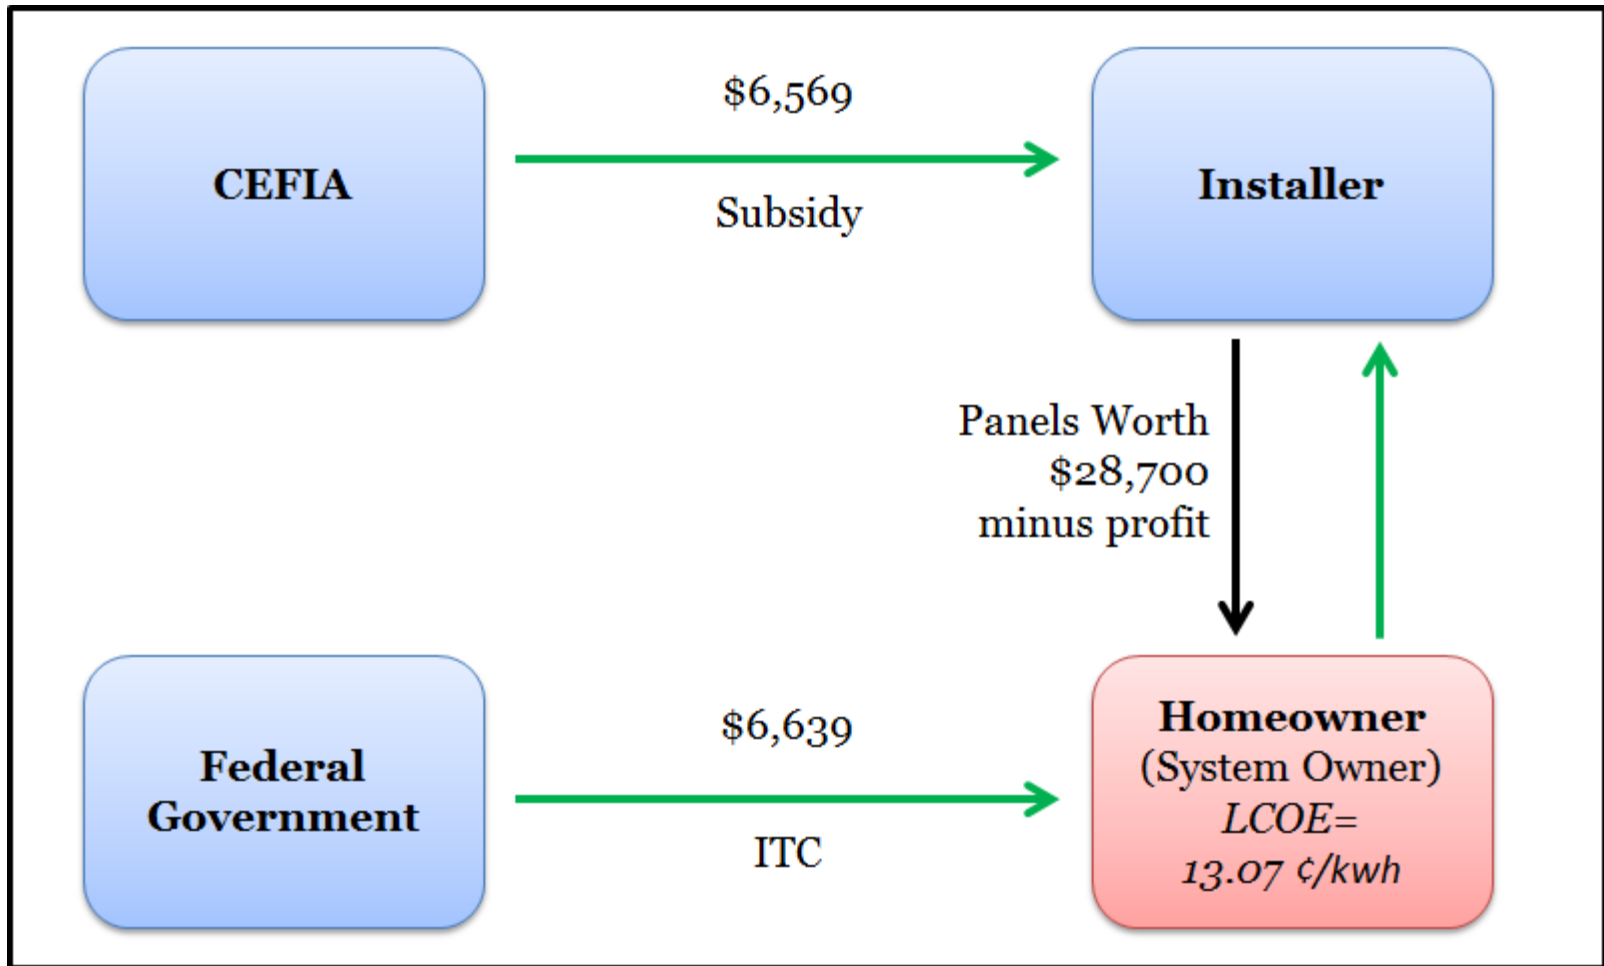 CEFIA
$6,569
Subsidy
Installer
Panels Worth
$28,700
minus profit
Federal
Government
$6,639
ITC
Homeowner
(System Owner)
LCOE=
13.07 ¢/kwh